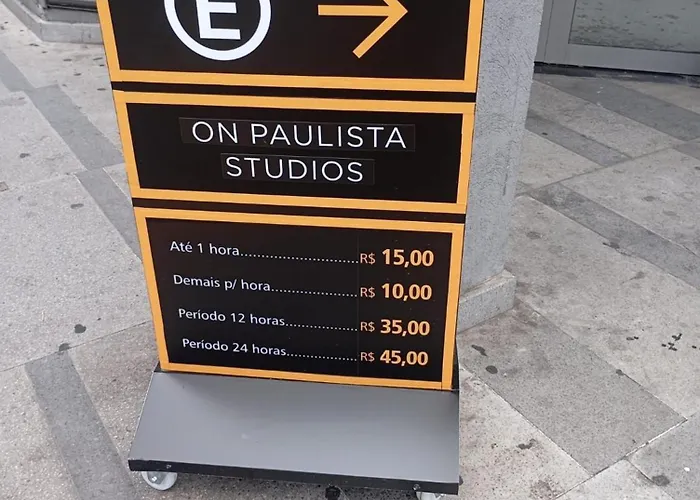 E
ON PAULISTA
STUDIOS
Até 1 hora..............................R$ 15,00
Demais p/ hora......................R$ 10,00
Período 12 horas...................R$ 35,00
Período 24 horas...................R$ 45,00